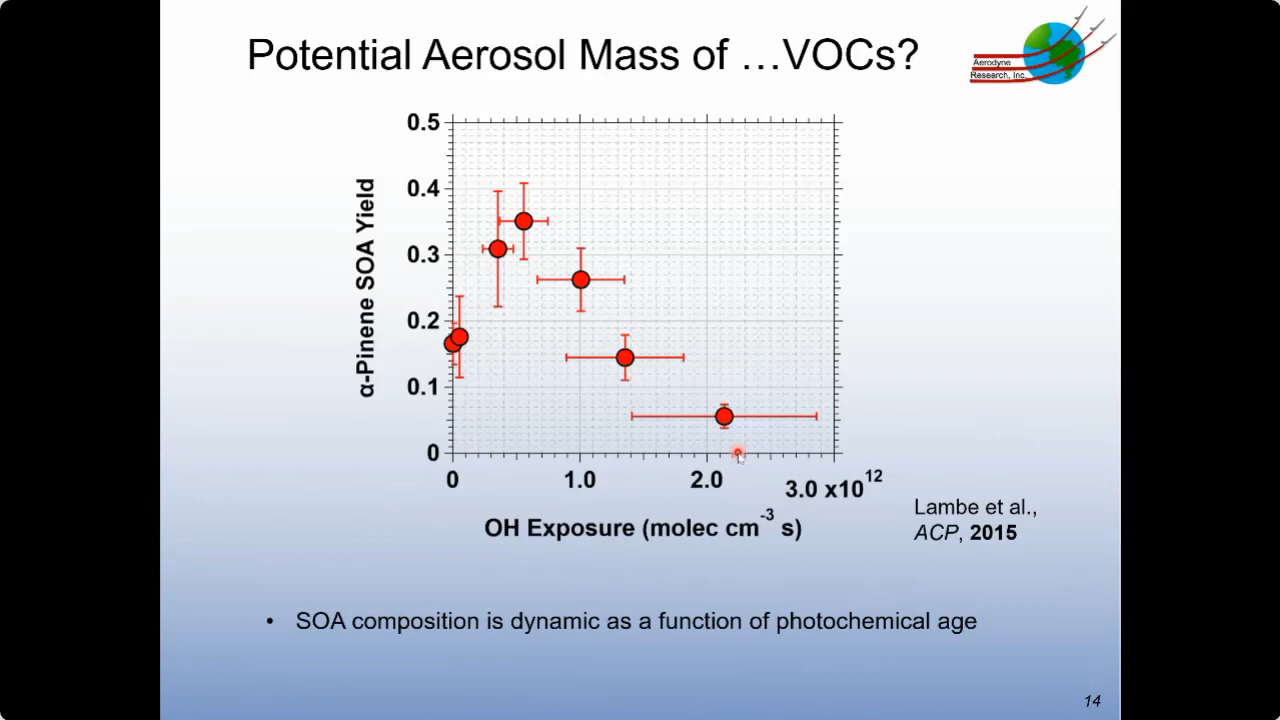 Potential Aerosol Mass of …VOCs?
Aerodyne
Research, Inc.
α-Pinene SOA Yield
0.5
0.4
0.3
0.2
0.1
0
0
1.0
2.0
3.0 x10^12
OH Exposure (molec cm^-3 s)
Lambe et al.,
ACP, 2015
• SOA composition is dynamic as a function of photochemical age
14